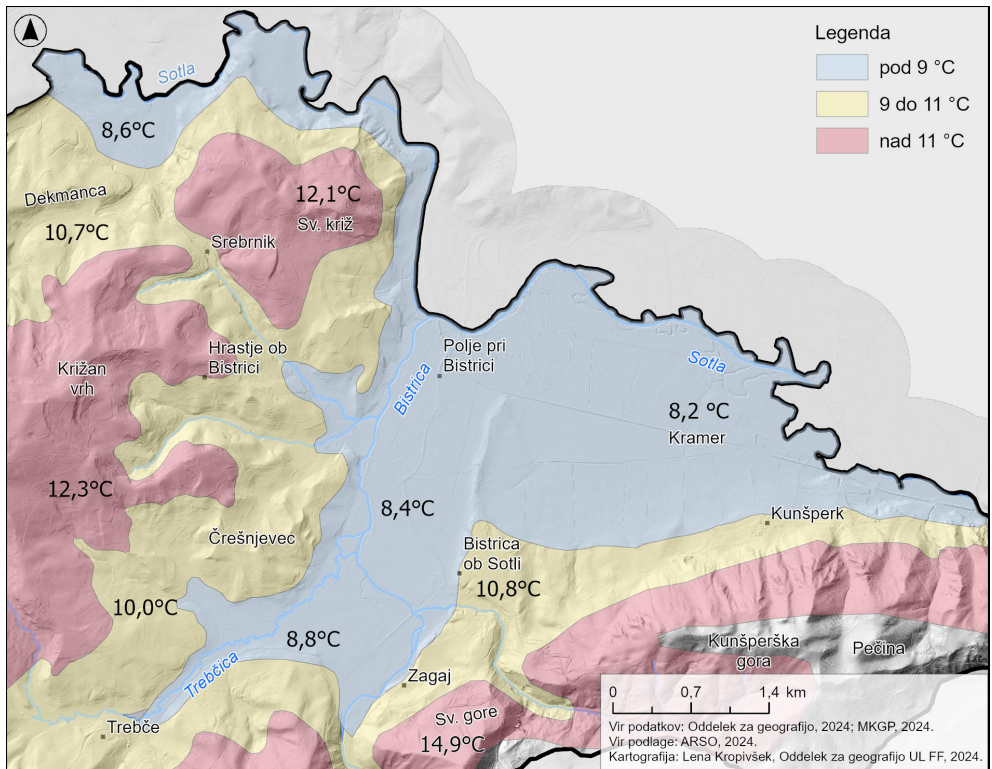 Legenda
pod 9 °C
9 do 11 °C
nad 11 °C
Sotla
8,6°C
Dekmanca
12,1°C
Sv. križ
10,7°C
Srebrnik
Polje pri
Bistrici
Hrastje ob
Bistrici
Križan
vrh
Bistrica
Sotla
8,2 °C
Kramer
12,3°C
8,4°C
Kunšperk
Črešnjevec
Bistrica
ob Sotli
10,8°C
10,0°C
8,8°C
Kunšperška
gora
Pečina
Trebčica
Zagaj
Sv. gore
14,9°C
Trebče
0 0,7 1,4 km
Vir podatkov: Oddelek za geografijo, 2024; MKGP, 2024.
Vir podlage: ARSO, 2024.
Kartografija: Lena Kropivšek, Oddelek za geografijo UL FF, 2024.